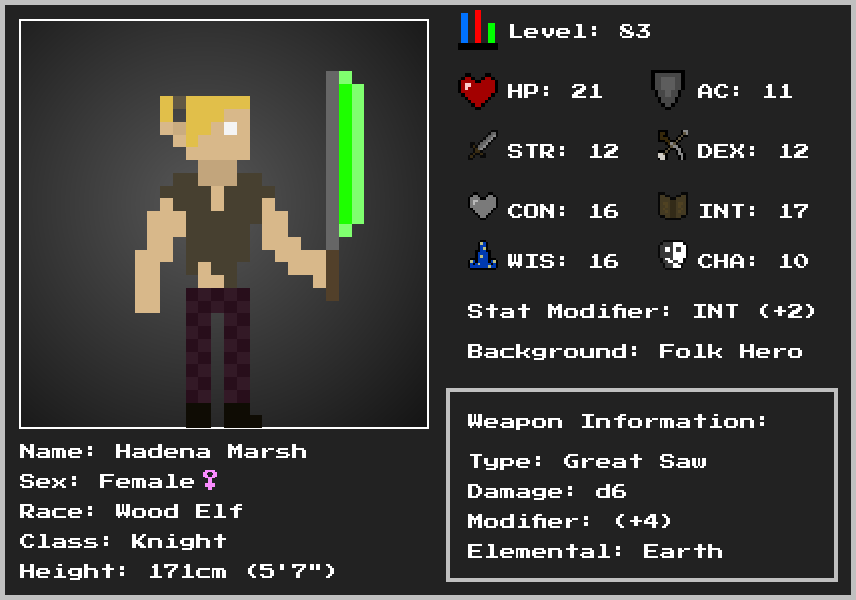 Level: 83
HP: 21
AC: 11
STR: 12
DEX: 12
CON: 16
INT: 17
WIS: 16
CHA: 10
Stat Modifier: INT (+2)
Background: Folk Hero
Weapon Information:
Type: Great Saw
Damage: d6
Modifier: (+4)
Elemental: Earth
Name: Hadena Marsh
Sex: Female♀
Race: Wood Elf
Class: Knight
Height: 171cm (5'7")